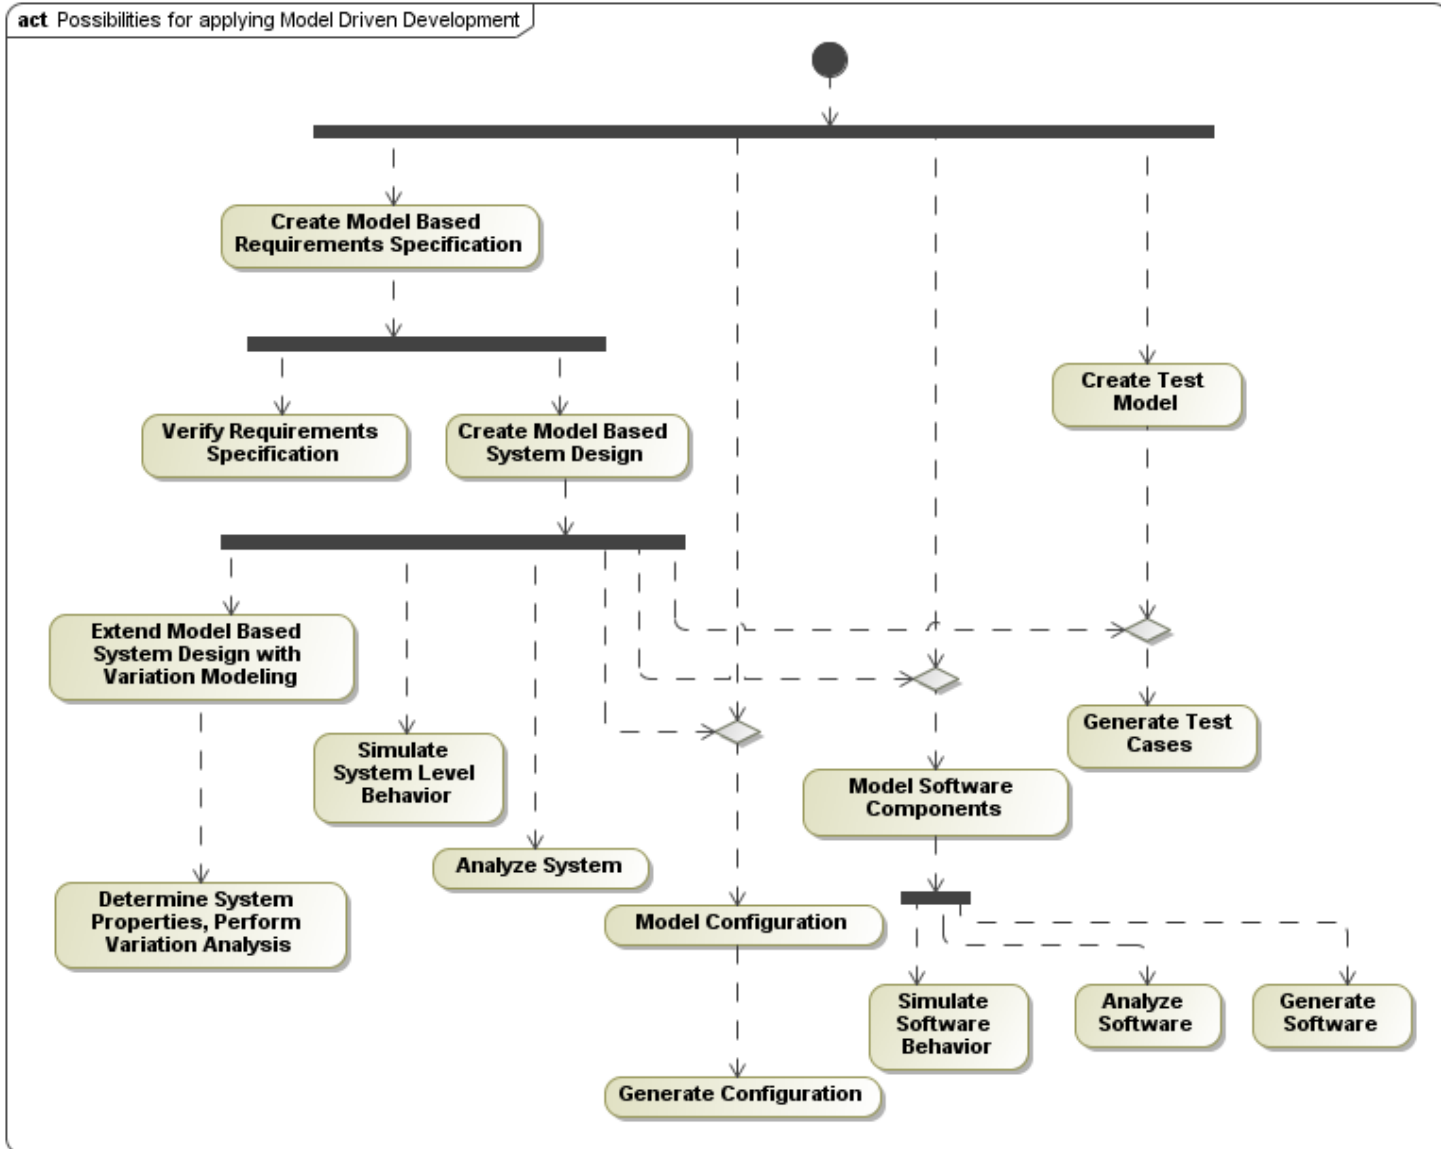 act Possibilities for applying Model Driven Development
Create Model Based
Requirements Specification
Verify Requirements
Specification
Create Model Based
System Design
Create Test
Model
Extend Model Based
System Design with
Variation Modeling
Simulate
System Level
Behavior
Analyze System
Determine System
Properties, Perform
Variation Analysis
Model Configuration
Generate Configuration
Model Software
Components
Generate Test
Cases
Simulate
Software
Behavior
Analyze
Software
Generate
Software